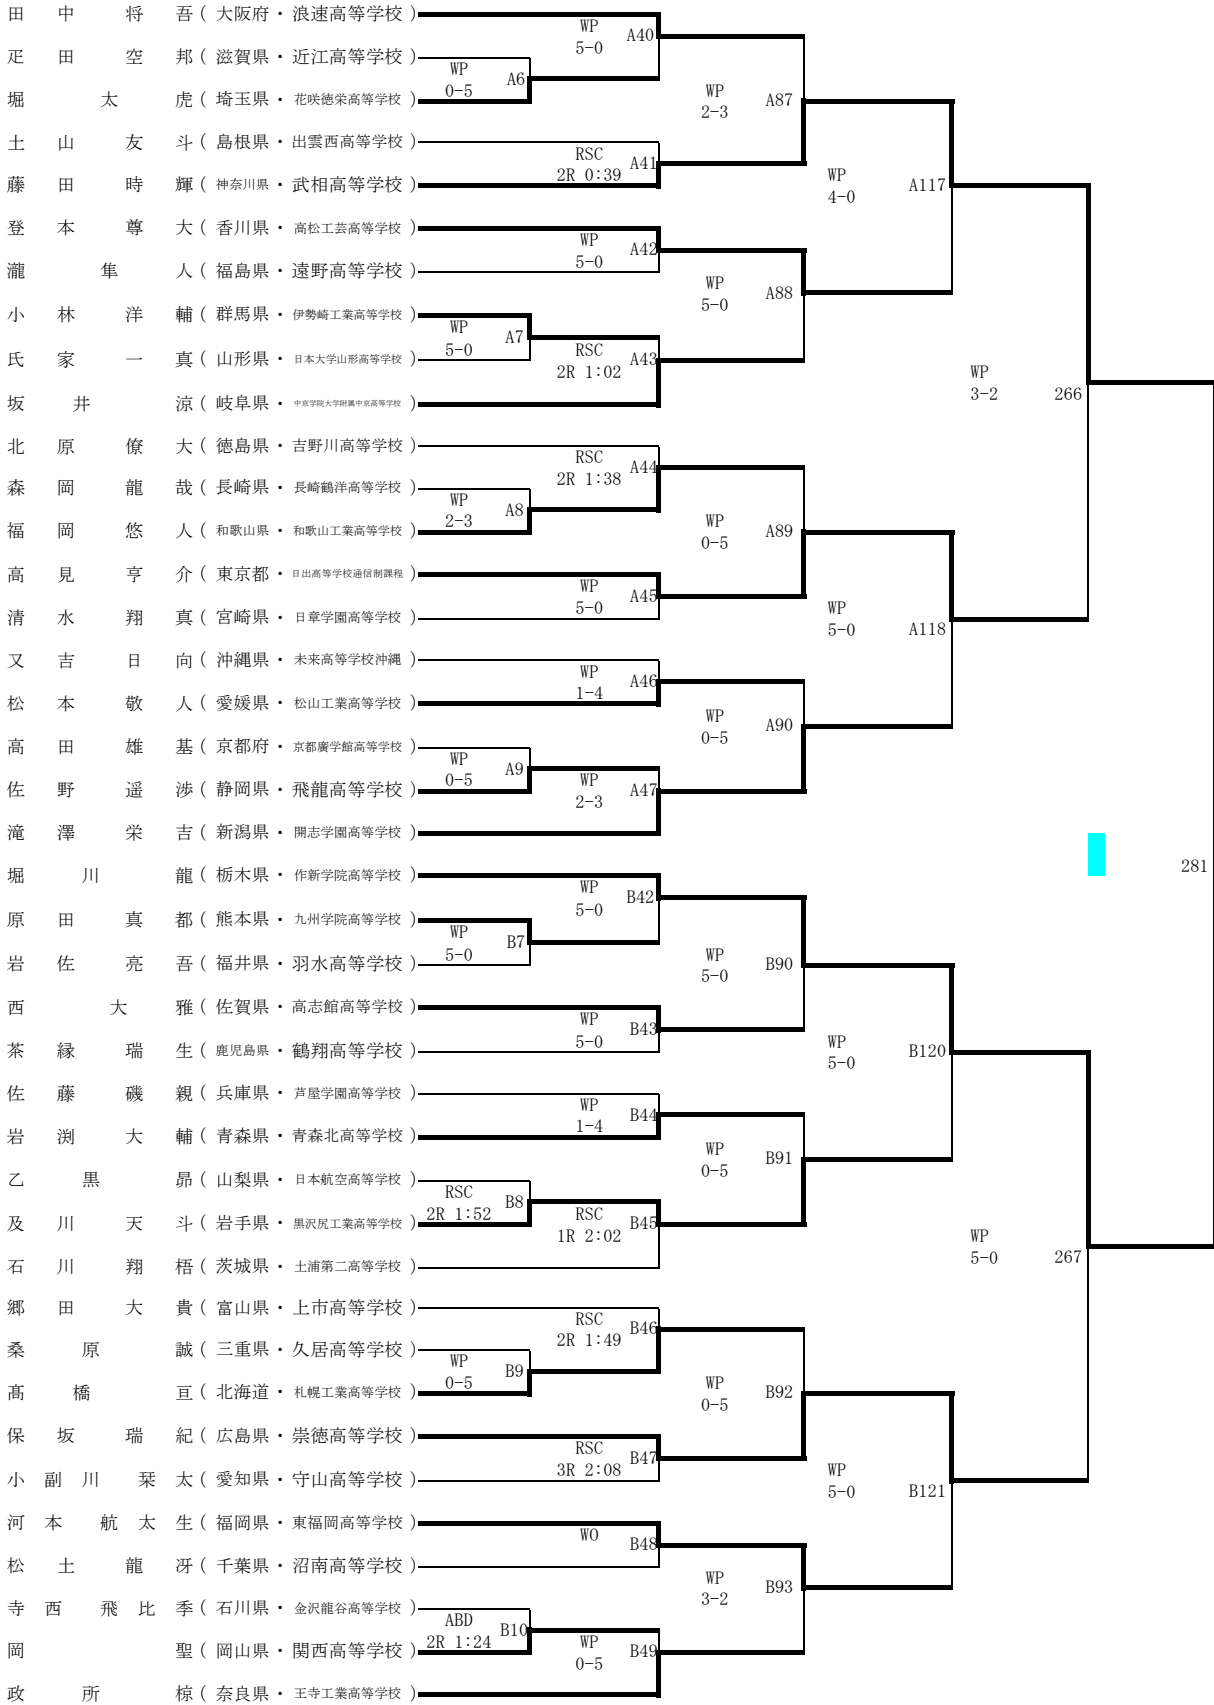 田中将吾（大阪府・浪速高等学校）
WP
5-0
A40
疋田空邦（滋賀県・近江高等学校）
WP
0-5
A6
堀太虎（埼玉県・花咲徳栄高等学校）
WP
2-3
A87
土山友斗（島根県・出雲西高等学校）
RSC
2R 0:39
A41
藤田時輝（神奈川県・武相高等学校）
WP
4-0
A117
登本尊大（香川県・高松工芸高等学校）
WP
5-0
A42
瀧隼人（福島県・遠野高等学校）
WP
5-0
A88
小林洋輔（群馬県・伊勢崎工業高等学校）
WP
5-0
A7
氏家一真（山形県・日本大学山形高等学校）
RSC
2R 1:02
A43
坂井涼（岐阜県・中京学院大学附属中京高等学校）
WP
3-2
266
北原僚大（徳島県・吉野川高等学校）
RSC
2R 1:38
A44
森岡龍哉（長崎県・長崎鶴洋高等学校）
WP
2-3
A8
福岡悠人（和歌山県・和歌山工業高等学校）
WP
0-5
A89
高見亨介（東京都・日出高等学校通信制課程）
WP
5-0
A45
清水翔真（宮崎県・日章学園高等学校）
WP
5-0
A118
又吉日向（沖縄県・未来高等学校沖縄）
WP
1-4
A46
松本敬人（愛媛県・松山工業高等学校）
WP
0-5
A90
高田雄基（京都府・京都廣学館高等学校）
WP
0-5
A9
佐野遥渉（静岡県・飛龍高等学校）
WP
2-3
A47
滝澤栄吉（新潟県・開志学園高等学校）
281
堀川龍（栃木県・作新学院高等学校）
WP
5-0
B42
原田真都（熊本県・九州学院高等学校）
WP
5-0
B7
岩佐亮吾（福井県・羽水高等学校）
WP
5-0
B90
西大雅（佐賀県・高志館高等学校）
WP
5-0
B43
茶縁瑞生（鹿児島県・鶴翔高等学校）
WP
5-0
B120
佐藤磯親（兵庫県・芦屋学園高等学校）
WP
1-4
B44
岩渕大輔（青森県・青森北高等学校）
WP
0-5
B91
乙黒昴（山梨県・日本航空高等学校）
RSC
2R 1:52
B8
及川天斗（岩手県・黒沢尻工業高等学校）
RSC
1R 2:02
B45
石川翔梧（茨城県・土浦第二高等学校）
WP
5-0
267
郷田大貴（富山県・上市高等学校）
RSC
2R 1:49
B46
桑原誠（三重県・久居高等学校）
WP
0-5
B9
髙橋亘（北海道・札幌工業高等学校）
WP
0-5
B92
保坂瑞紀（広島県・崇徳高等学校）
RSC
3R 2:08
B47
小副川栞太（愛知県・守山高等学校）
WP
5-0
B121
河本航太生（福岡県・東福岡高等学校）
WO
B48
松土龍冴（千葉県・沼南高等学校）
WP
3-2
B93
寺西飛比季（石川県・金沢龍谷高等学校）
ABD
2R 1:24
B10
岡聖（岡山県・関西高等学校）
WP
0-5
B49
政所椋（奈良県・王寺工業高等学校）